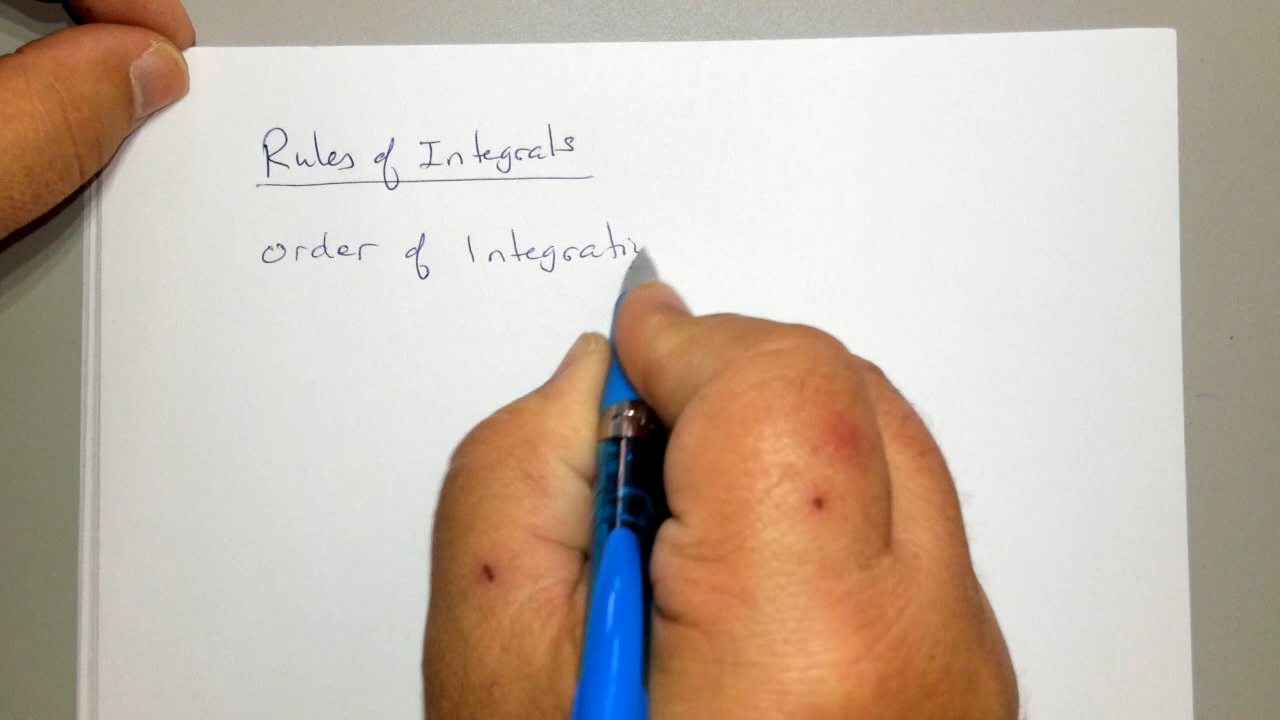 Rules of Integrals
order of Integrati